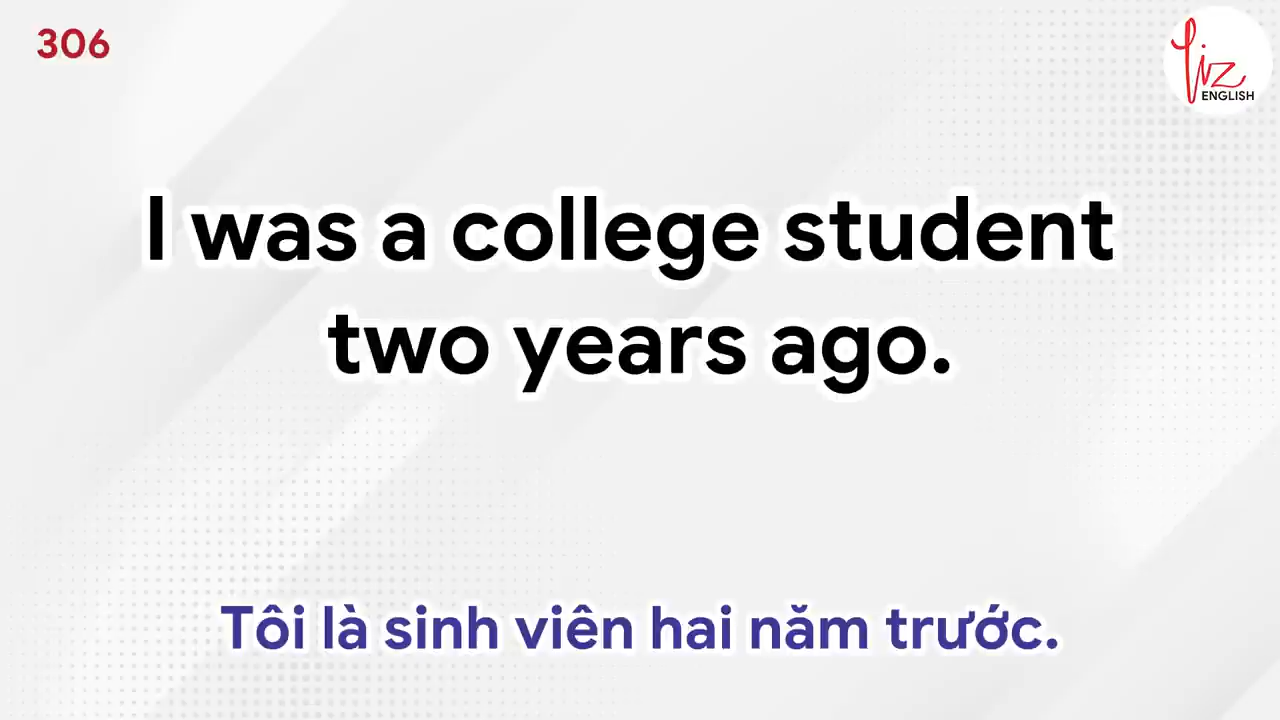 306
Liz
ENGLISH
I was a college student
two years ago.
Tôi là sinh viên hai năm trước.